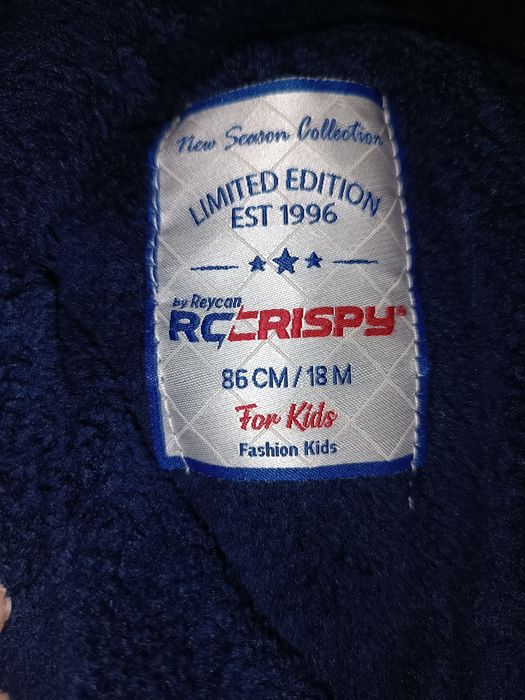 New Season Collection
LIMITED EDITION
EST 1996
by Reycan
RCCRISPY
86 CM / 18 M
For Kids
Fashion Kids